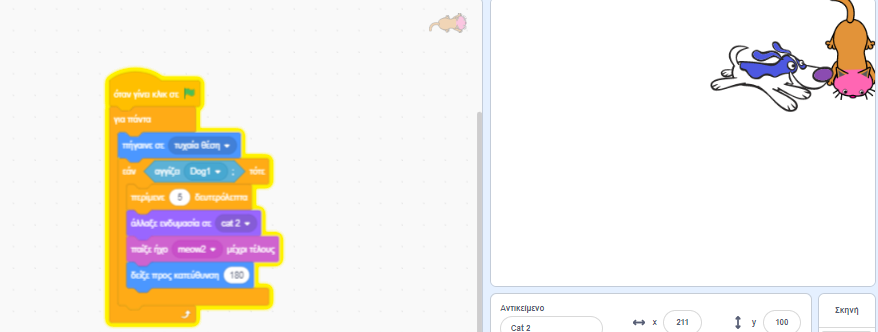 όταν γίνει κλικ σε
για πάντα
πήγαινε σε τυχαία θέση
εάν αγγίζει Dog1 ; τότε
περίμενε 5 δευτερόλεπτα
άλλαξε ενδυμασία σε cat 2
παίξε ήχο meow2 μέχρι τέλους
δείξε προς κατεύθυνση 180
Αντικείμενο
Cat 2
x 211
y 100
Σκηνή